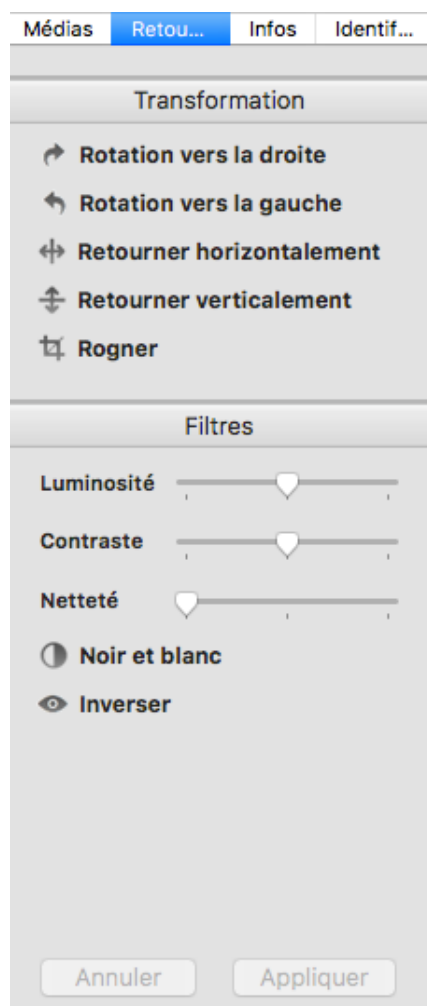 Médias Retou... Infos Identif...
Transformation
Rotation vers la droite
Rotation vers la gauche
Retourner horizontalement
Retourner verticalement
Rogner
Filtres
Luminosité
Contraste
Netteté
Noir et blanc
Inverser
Annuler Appliquer